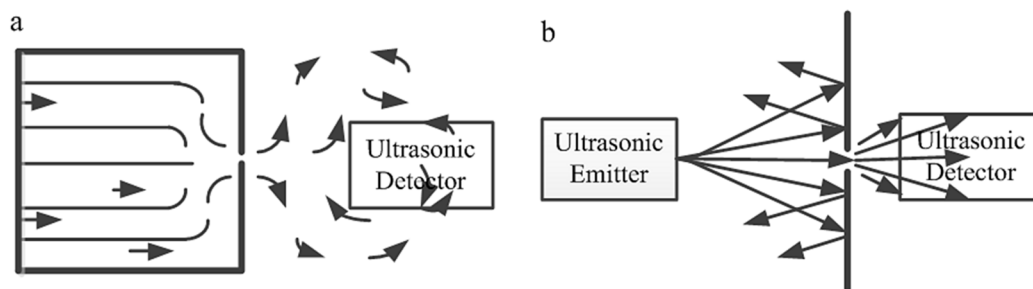 a
Ultrasonic
Detector
b
Ultrasonic
Emitter
Ultrasonic
Detector